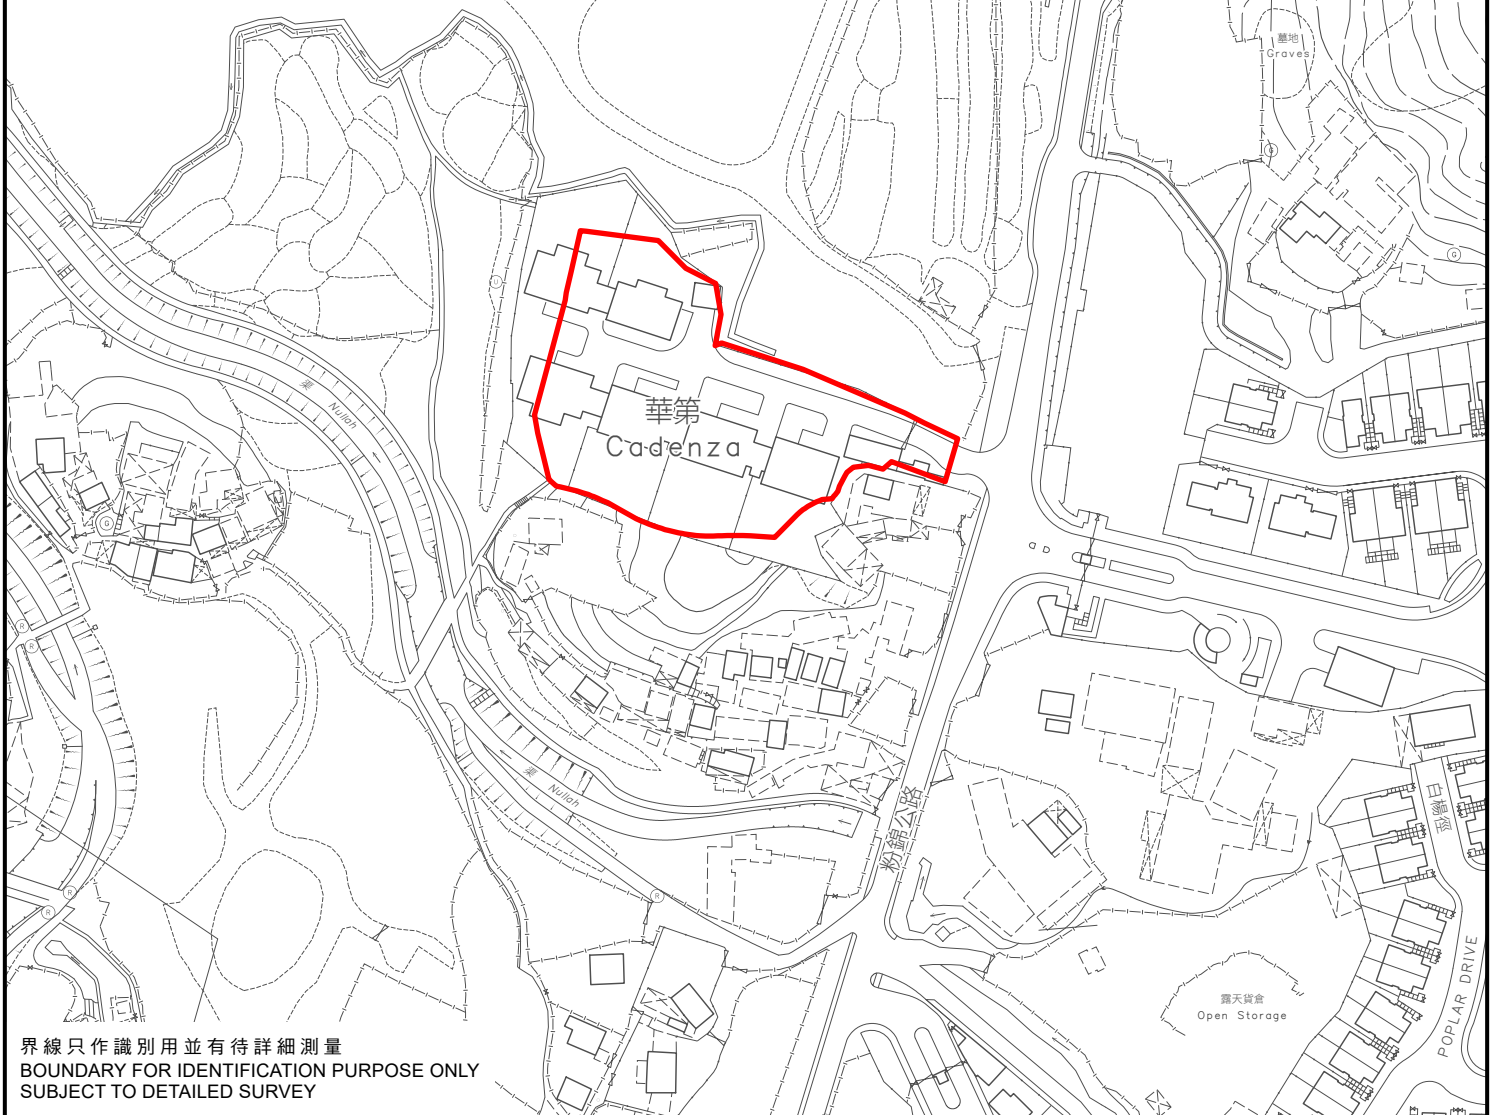 墓地
Graves
G
G
U
華第
Cadenza
渠 Nullah
G
R
R
渠 Nullah
粉錦公路
白楊徑
R
R
R
POPLAR DRIVE
露天貨倉
Open Storage
界線只作識別用並有待詳細測量
BOUNDARY FOR IDENTIFICATION PURPOSE ONLY
SUBJECT TO DETAILED SURVEY